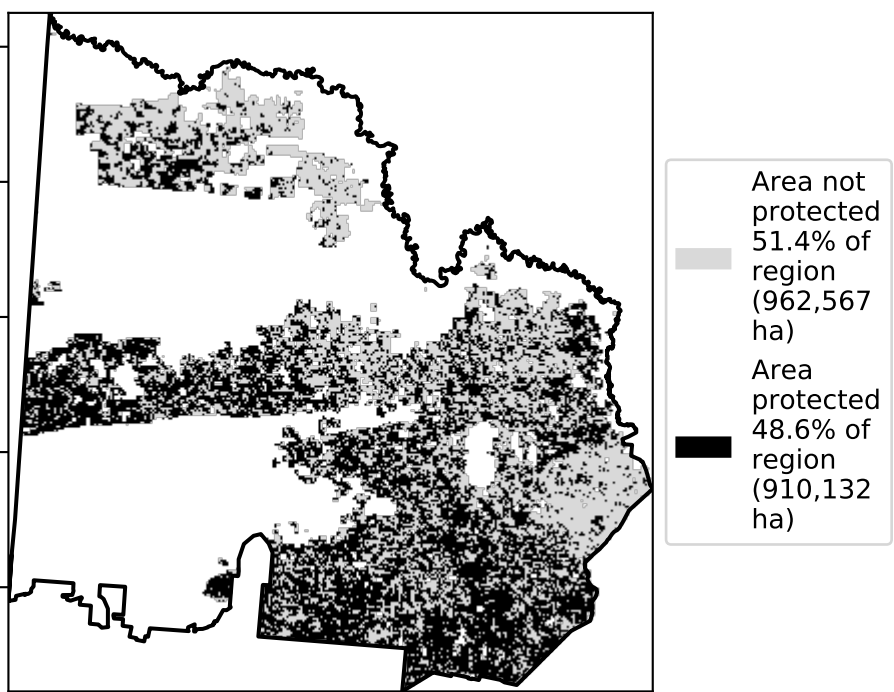 Area not
protected
51.4% of
region
(962,567
ha)
Area
protected
48.6% of
region
(910,132
ha)